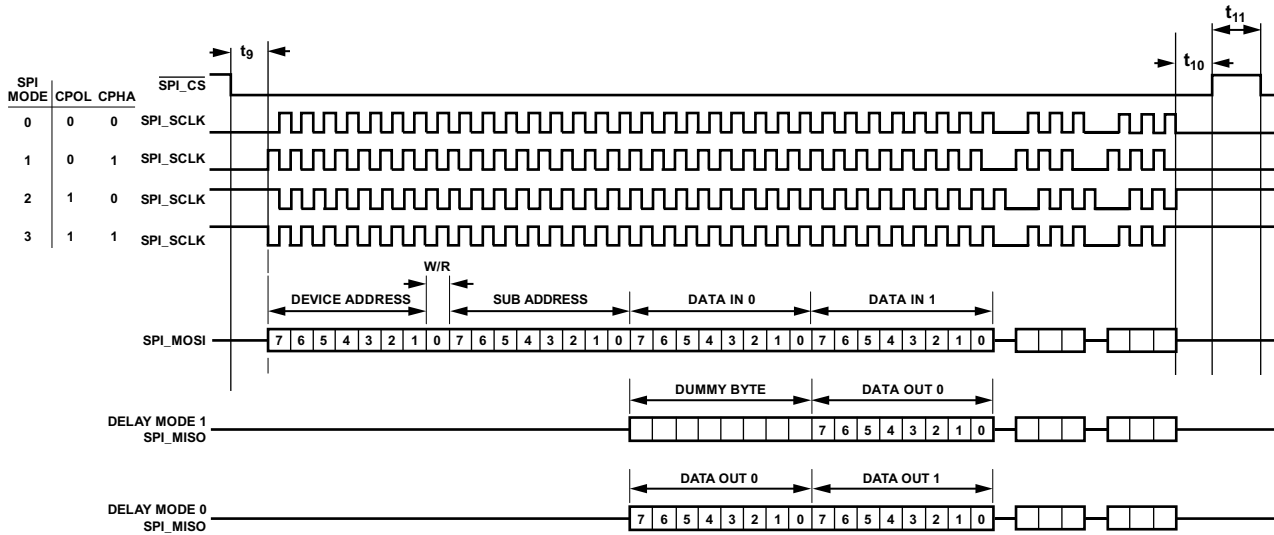 t11
t9
t10
SPI
MODE CPOL CPHA
SPI_CS
0 0 0 SPI_SCLK
1 0 1 SPI_SCLK
2 1 0 SPI_SCLK
3 1 1 SPI_SCLK
W/R
DEVICE ADDRESS SUB ADDRESS DATA IN 0 DATA IN 1
SPI_MOSI 7 6 5 4 3 2 1 0 7 6 5 4 3 2 1 0 7 6 5 4 3 2 1 0 7 6 5 4 3 2 1 0
DUMMY BYTE DATA OUT 0
DELAY MODE 1
SPI_MISO 7 6 5 4 3 2 1 0
DATA OUT 0 DATA OUT 1
DELAY MODE 0
SPI_MISO 7 6 5 4 3 2 1 0 7 6 5 4 3 2 1 0